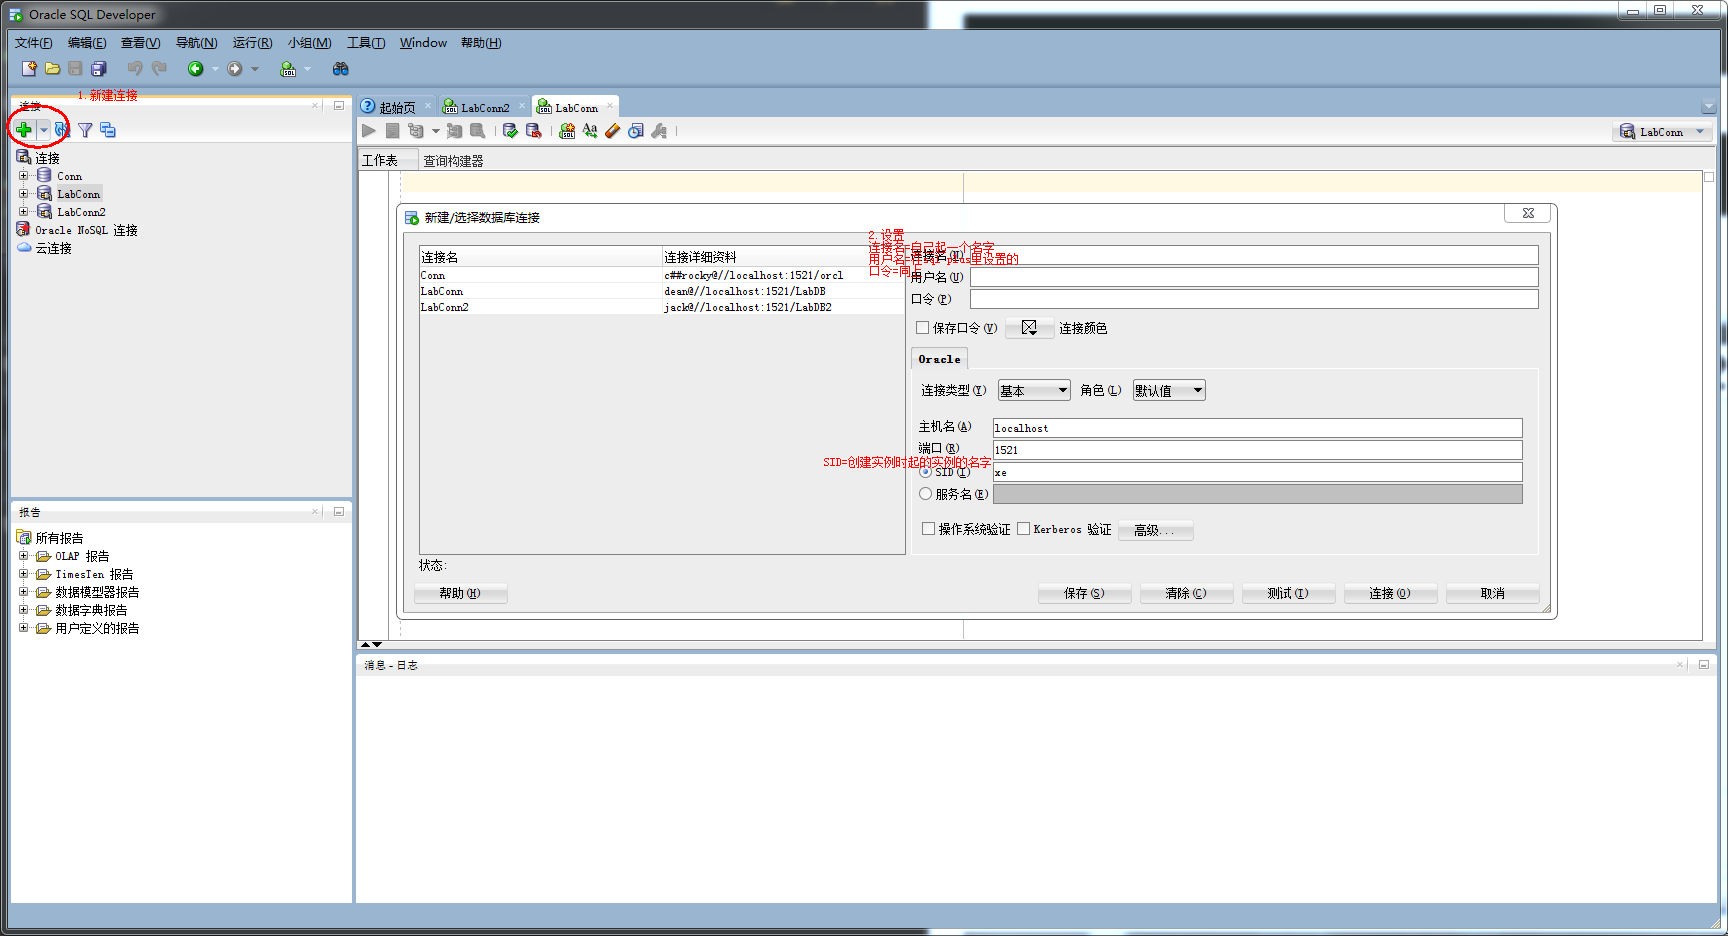 Oracle SQL Developer
文件(F) 编辑(E) 查看(V) 导航(N) 运行(R) 小组(M) 工具(T) Window 帮助(H)
1.新建连接
连接
连接
Conn
LabConn
LabConn2
Oracle NoSQL 连接
云连接
报告
所有报告
OLAP 报告
TimesTen 报告
数据模型器报告
数据字典报告
用户定义的报告
起始页 LabConn2 LabConn
LabConn
工作表 查询构建器
新建/选择数据库连接
连接名 连接详细资料
Conn c##rocky@//localhost:1521/orcl
LabConn dean@//localhost:1521/LabDB
LabConn2 jack@//localhost:1521/LabDB2
2.设置
连接名=自己起一个名字
用户名=在sql plus里设置的
口令=同上
连接名
用户名(U)
口令(P)
保存口令(V) 连接颜色
Oracle
连接类型(Y) 基本 角色(L) 默认值
主机名(A) localhost
端口(R) 1521
SID=创建实例时起的实例的名字
SID(I) xe
服务名(E)
操作系统验证 Kerberos 验证 高级...
状态:
帮助(H) 保存(S) 清除(C) 测试(T) 连接(O) 取消
消息 - 日志